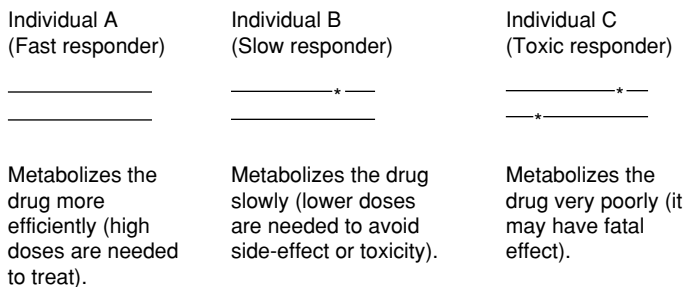 Individual A
(Fast responder)
Individual B
(Slow responder)
Individual C
(Toxic responder)
*
*
*
Metabolizes the
drug more
efficiently (high
doses are needed
to treat).
Metabolizes the drug
slowly (lower doses
are needed to avoid
side-effect or toxicity).
Metabolizes the
drug very poorly (it
may have fatal
effect).